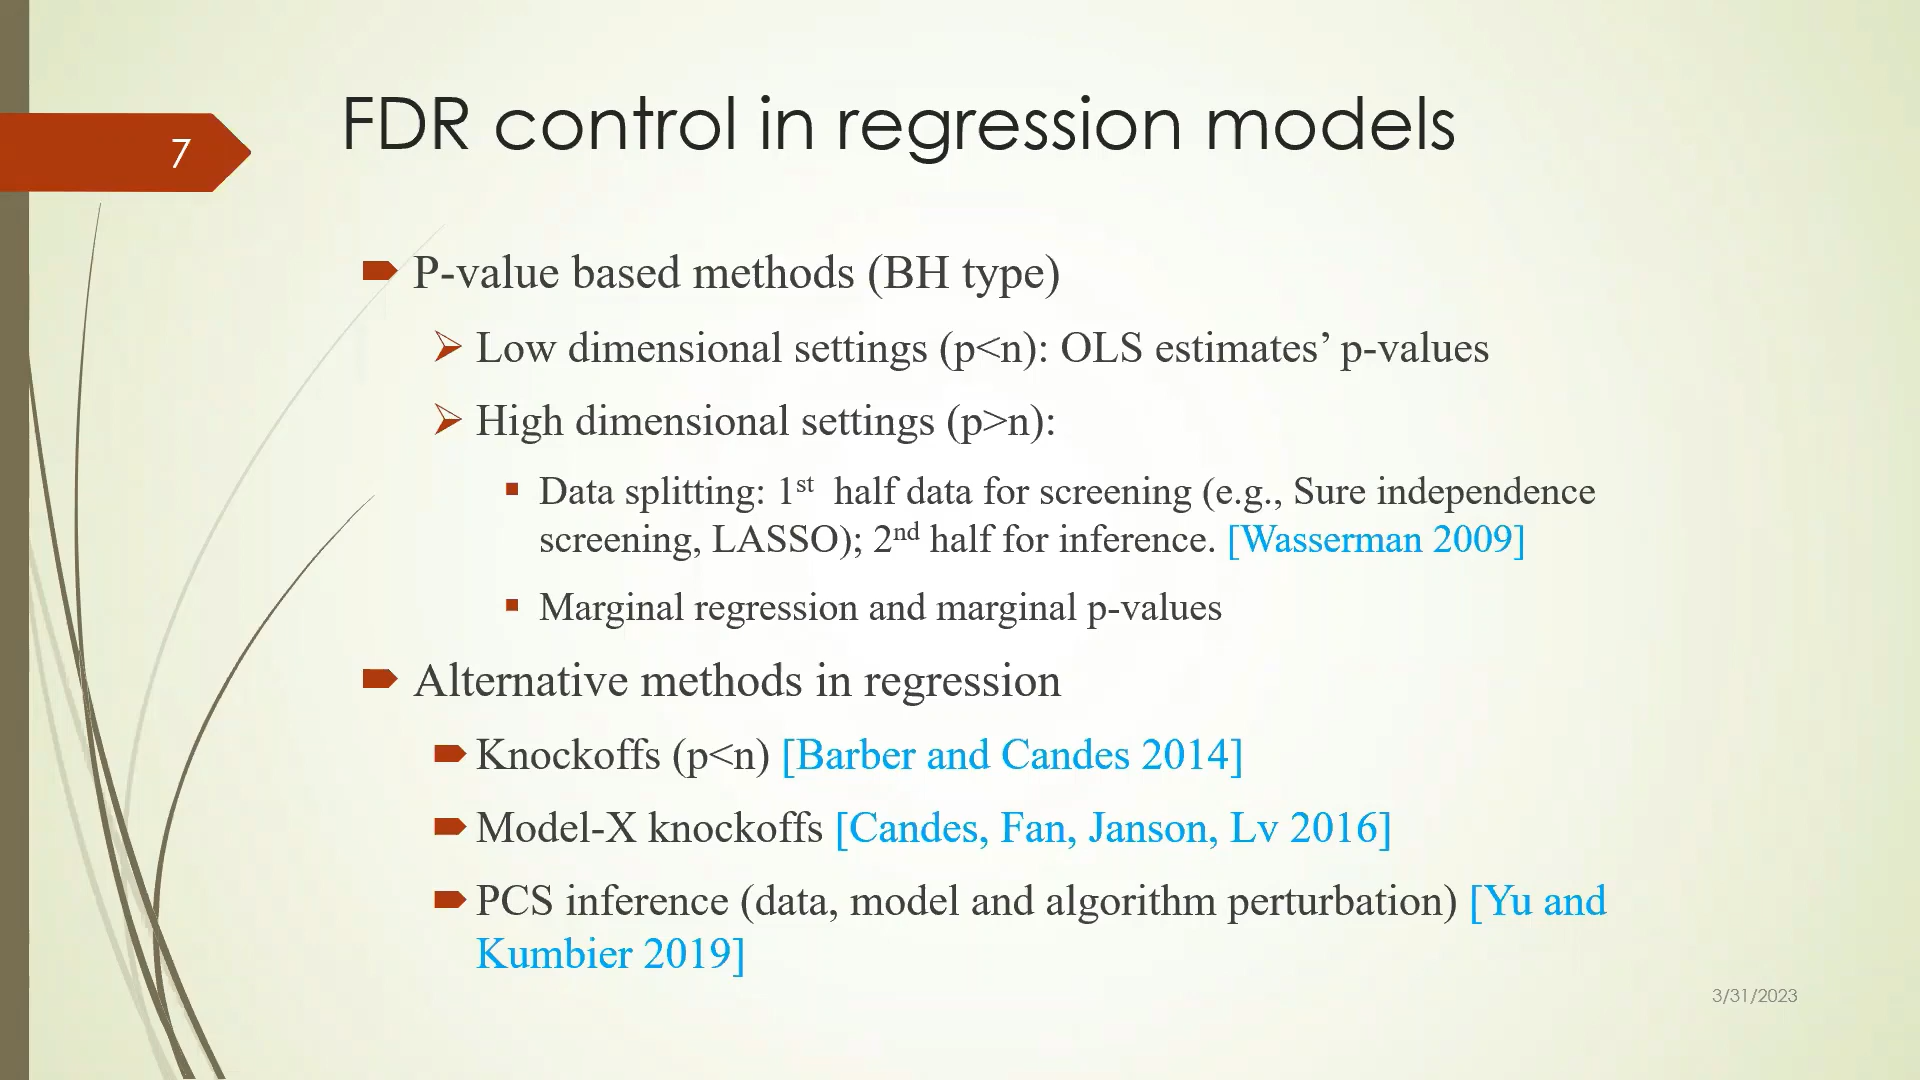 7
FDR control in regression models
P-value based methods (BH type)
Low dimensional settings (p<n): OLS estimates’ p-values
High dimensional settings (p>n):
Data splitting: 1st half data for screening (e.g., Sure independence
screening, LASSO); 2nd half for inference. [Wasserman 2009]
Marginal regression and marginal p-values
Alternative methods in regression
Knockoffs (p<n) [Barber and Candes 2014]
Model-X knockoffs [Candes, Fan, Janson, Lv 2016]
PCS inference (data, model and algorithm perturbation) [Yu and
Kumbier 2019]
3/31/2023